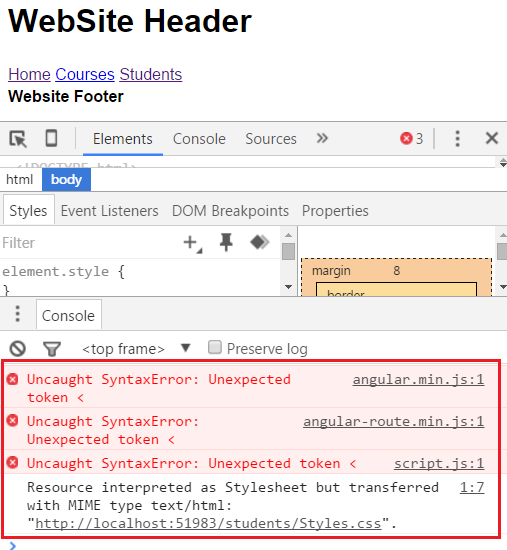 WebSite Header
Home Courses Students
Website Footer
Elements Console Sources » 3
<!DOCTYPE html>
html body
Styles Event Listeners DOM Breakpoints Properties
Filter
element.style {
}
margin 8
border
Console
<top frame> ▼ Preserve log
Uncaught SyntaxError: Unexpected angular.min.js:1
token <
Uncaught SyntaxError: angular-route.min.js:1
Unexpected token <
Uncaught SyntaxError: Unexpected token < script.js:1
Resource interpreted as Stylesheet but transferred 1:7
with MIME type text/html:
"http://localhost:51983/students/Styles.css".